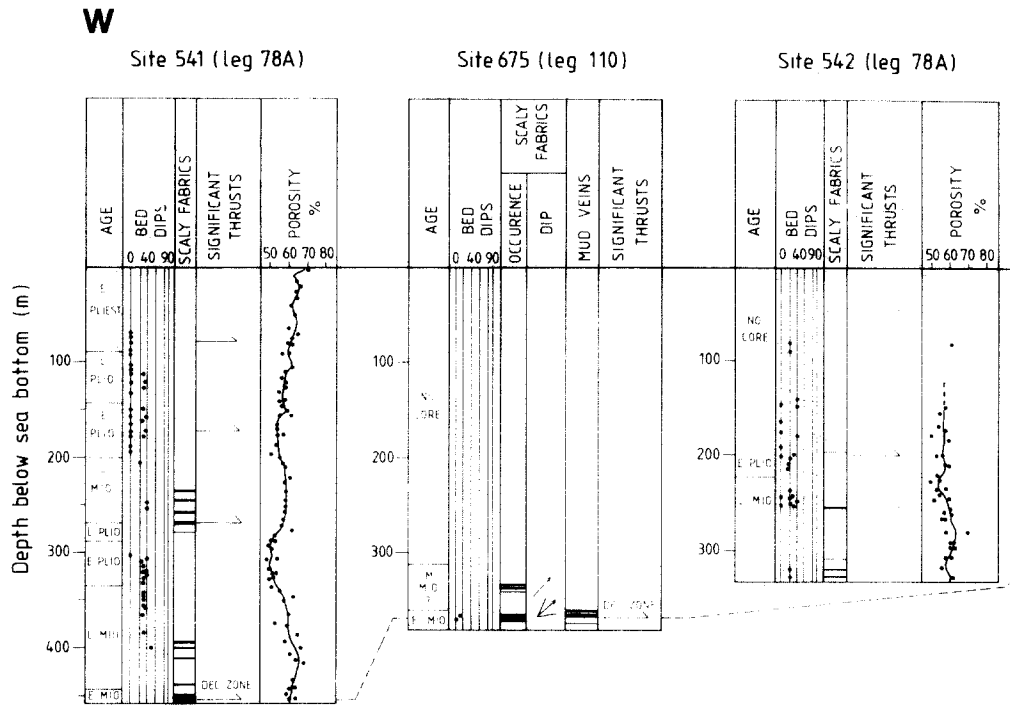 W
Site 541 (leg 78A)
AGE
BED DIPS
0 40 90
SCALY FABRICS
SIGNIFICANT THRUSTS
POROSITY %
50 60 70 80
Depth below sea bottom (m)
100
200
300
400
PLIEST
PLIO
PLIO
MIO
L PLIO
E PLIO
L MIO
E MIO
DEC ZONE
Site 675 (leg 110)
AGE
BED DIPS
0 40 90
SCALY FABRICS
OCCURENCE
DIP
MUD VEINS
SIGNIFICANT THRUSTS
100
200
300
NO CORE
M MIO ?
E MIO
DEC ZONE
Site 542 (leg 78A)
AGE
BED DIPS
0 40 90
SCALY FABRICS
SIGNIFICANT THRUSTS
POROSITY %
50 60 70 80
100
200
300
NO CORE
E PLIO
L MIO